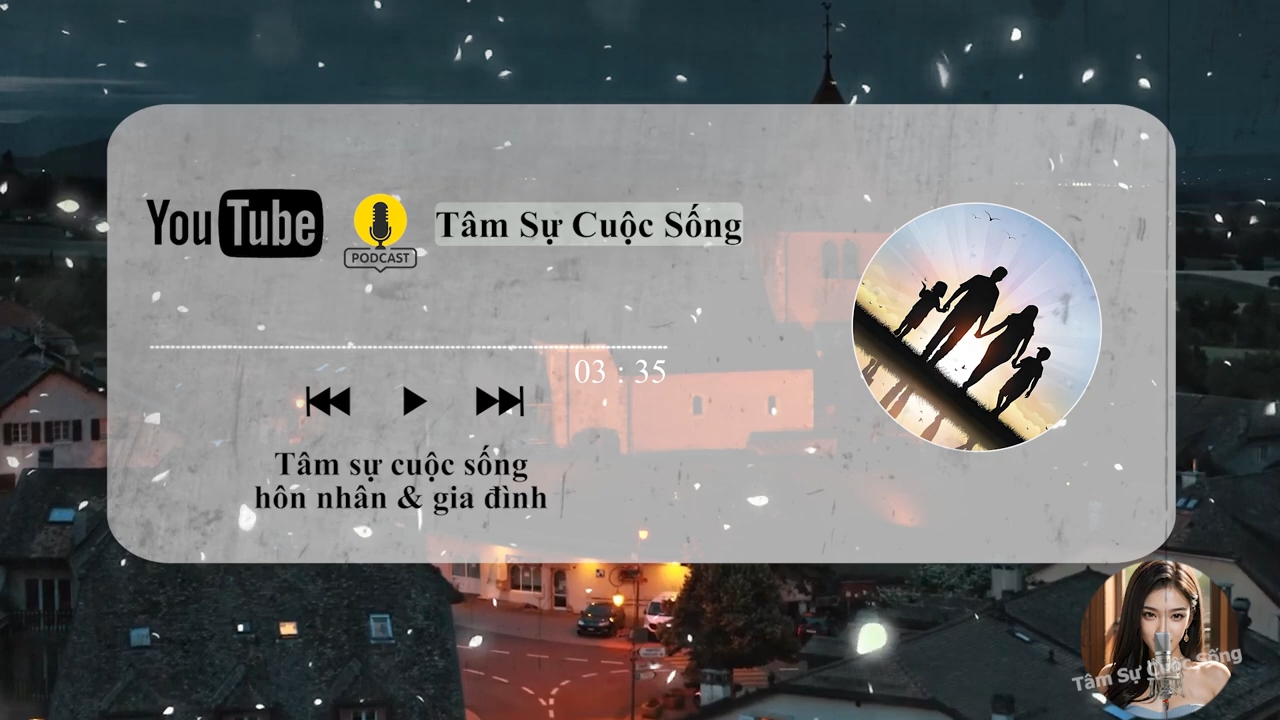 YouTube
PODCAST
Tâm Sự Cuộc Sống
03 : 35
Tâm sự cuộc sống
hôn nhân & gia đình
Tâm Sự Cuộc Sống